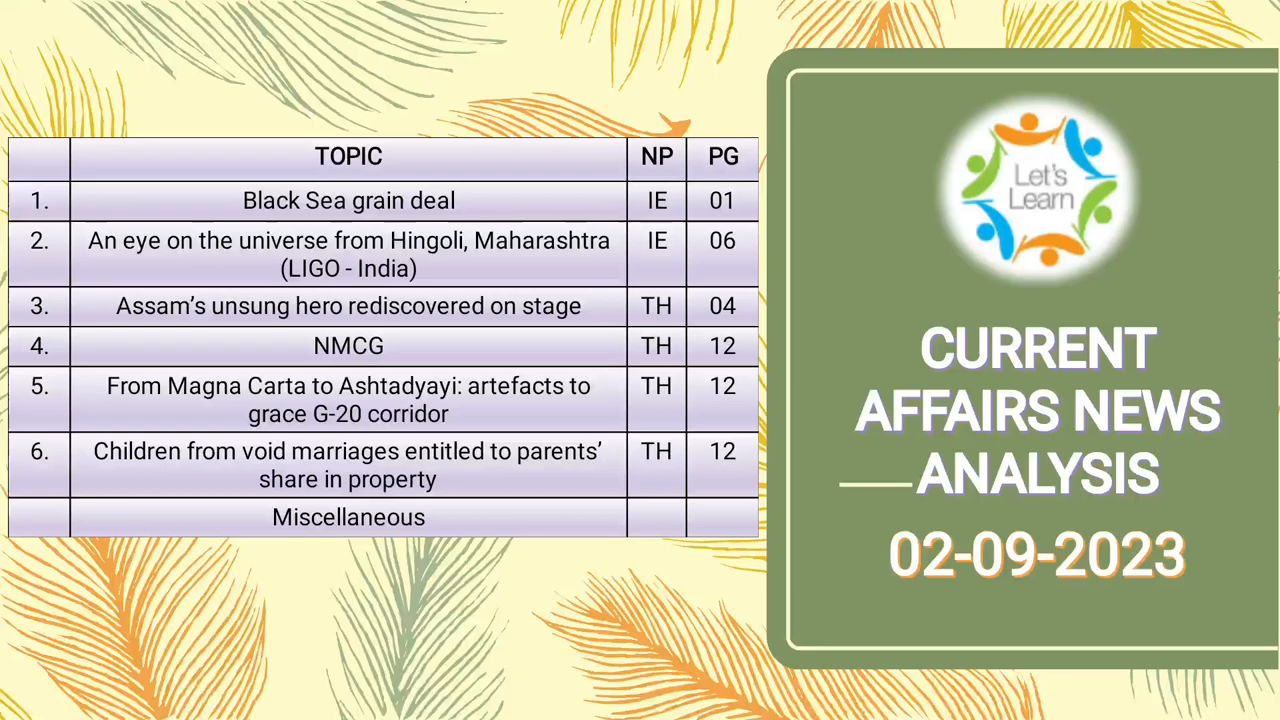 TOPIC NP PG
1. Black Sea grain deal IE 01
2. An eye on the universe from Hingoli, Maharashtra IE 06
(LIGO - India)
3. Assam’s unsung hero rediscovered on stage TH 04
4. NMCG TH 12
5. From Magna Carta to Ashtadyayi: artefacts to TH 12
grace G-20 corridor
6. Children from void marriages entitled to parents’ TH 12
share in property
Miscellaneous
Let's
Learn
CURRENT
AFFAIRS NEWS
ANALYSIS
02-09-2023